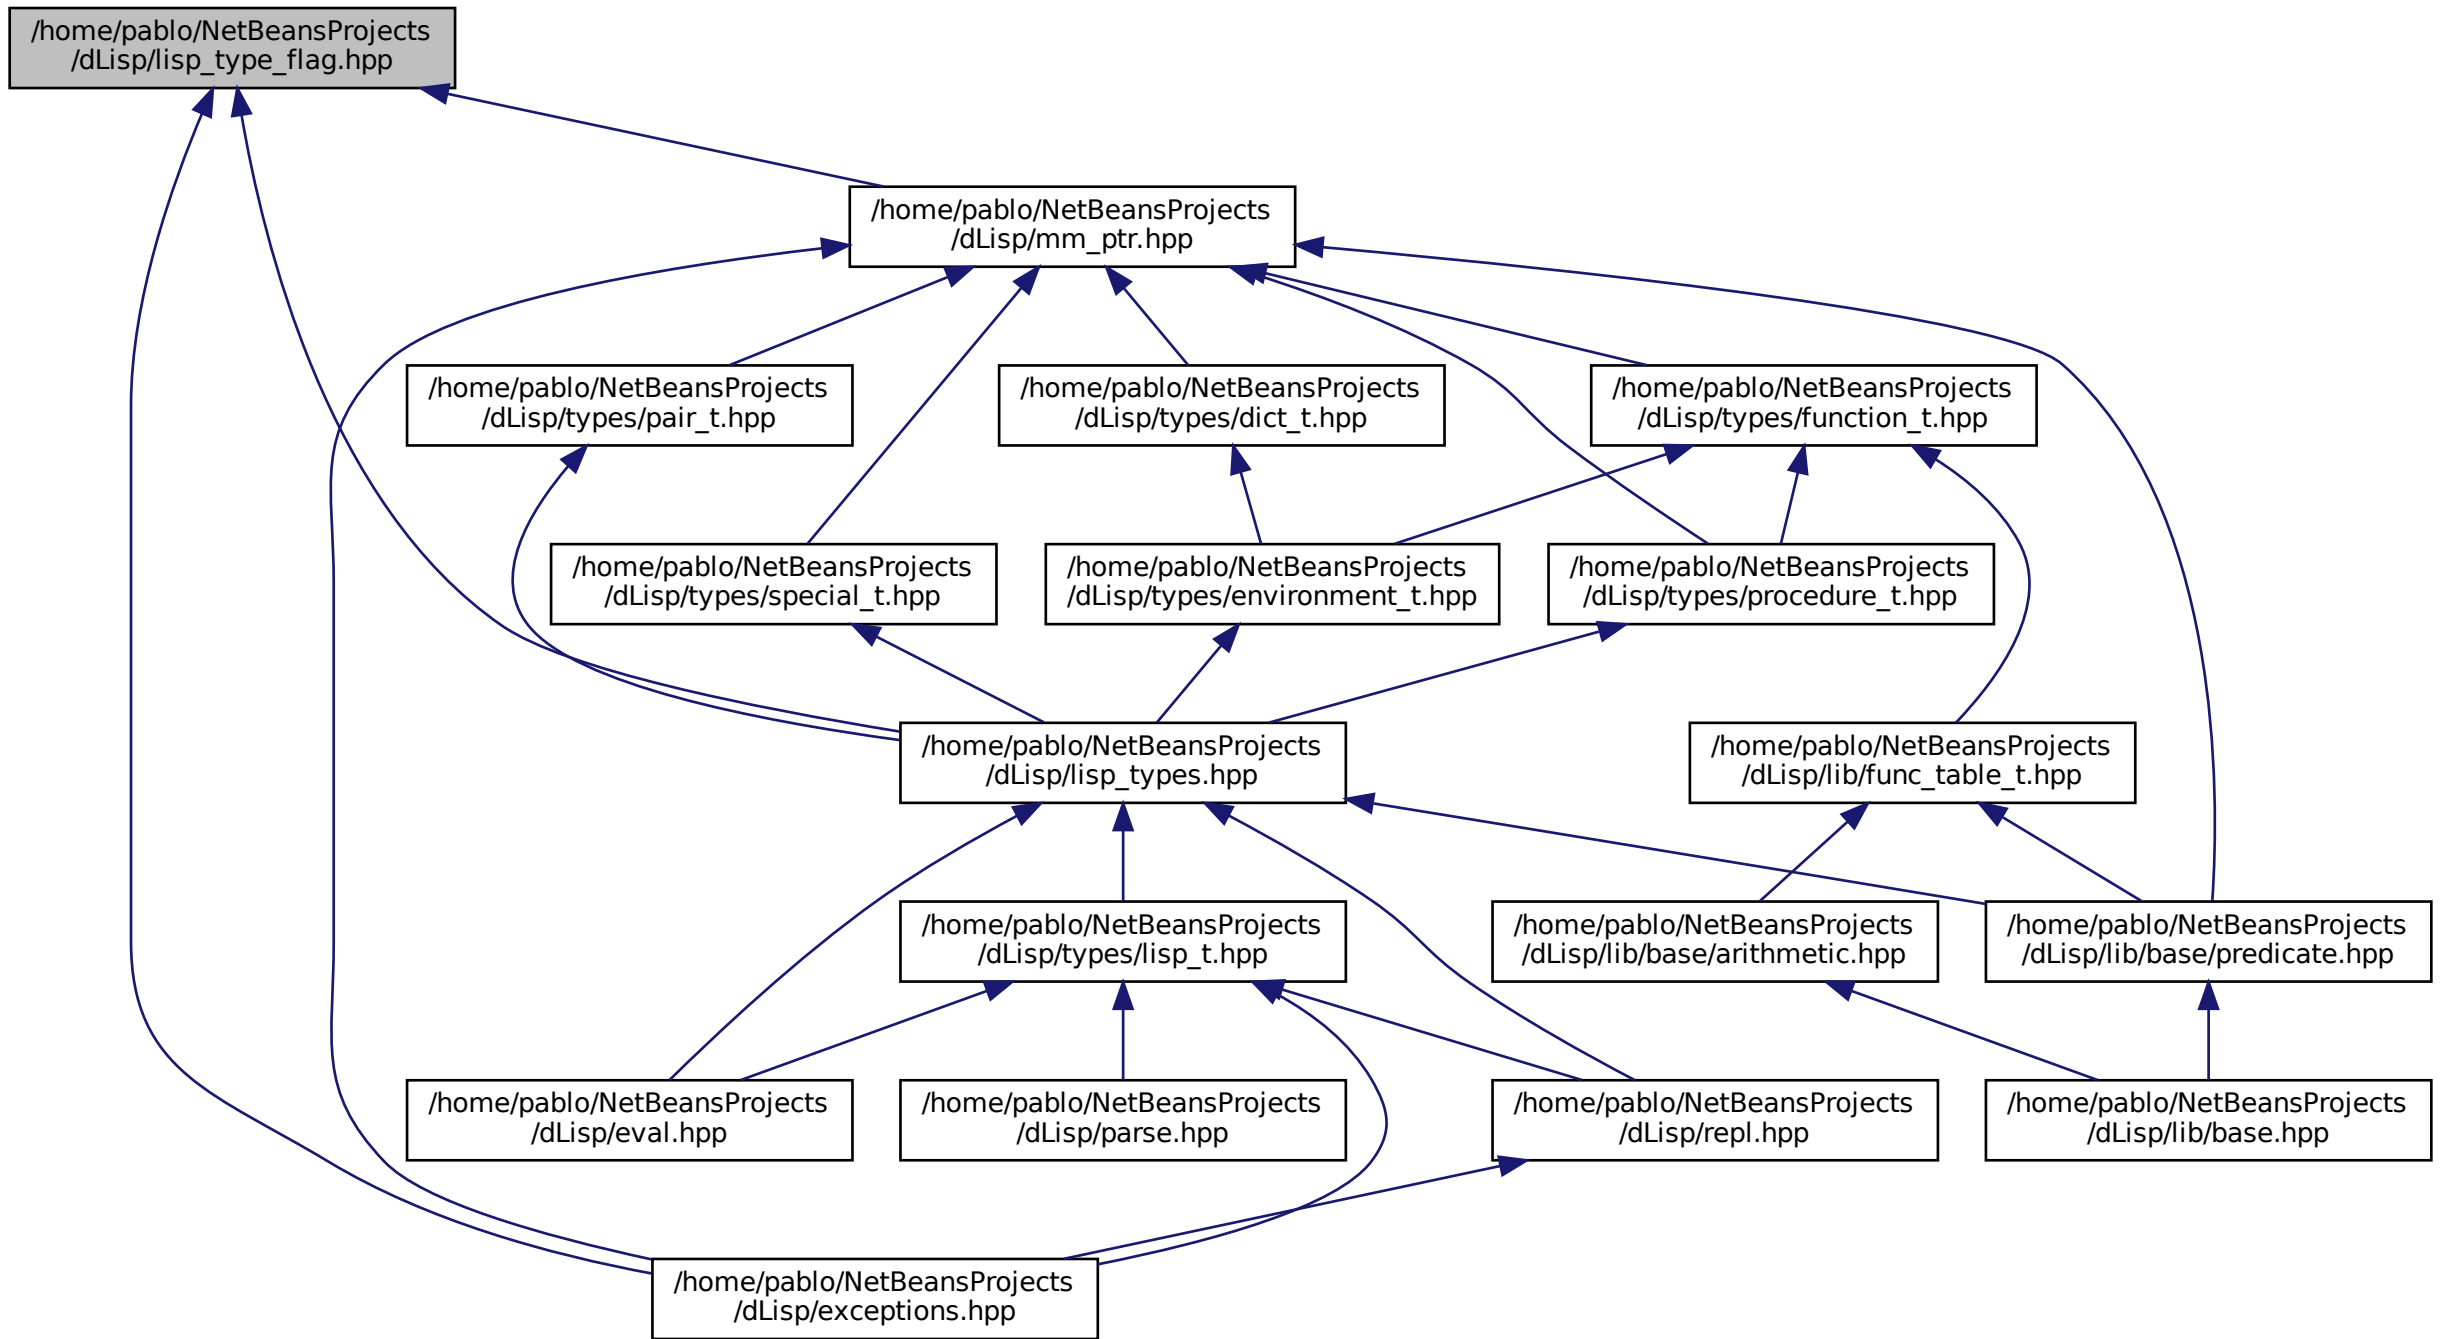 /home/pablo/NetBeansProjects
/dLisp/lisp_type_flag.hpp
/home/pablo/NetBeansProjects
/dLisp/mm_ptr.hpp
/home/pablo/NetBeansProjects
/dLisp/types/pair_t.hpp
/home/pablo/NetBeansProjects
/dLisp/types/dict_t.hpp
/home/pablo/NetBeansProjects
/dLisp/types/function_t.hpp
/home/pablo/NetBeansProjects
/dLisp/types/special_t.hpp
/home/pablo/NetBeansProjects
/dLisp/types/environment_t.hpp
/home/pablo/NetBeansProjects
/dLisp/types/procedure_t.hpp
/home/pablo/NetBeansProjects
/dLisp/lisp_types.hpp
/home/pablo/NetBeansProjects
/dLisp/lib/func_table_t.hpp
/home/pablo/NetBeansProjects
/dLisp/types/lisp_t.hpp
/home/pablo/NetBeansProjects
/dLisp/lib/base/arithmetic.hpp
/home/pablo/NetBeansProjects
/dLisp/lib/base/predicate.hpp
/home/pablo/NetBeansProjects
/dLisp/eval.hpp
/home/pablo/NetBeansProjects
/dLisp/parse.hpp
/home/pablo/NetBeansProjects
/dLisp/repl.hpp
/home/pablo/NetBeansProjects
/dLisp/lib/base.hpp
/home/pablo/NetBeansProjects
/dLisp/exceptions.hpp